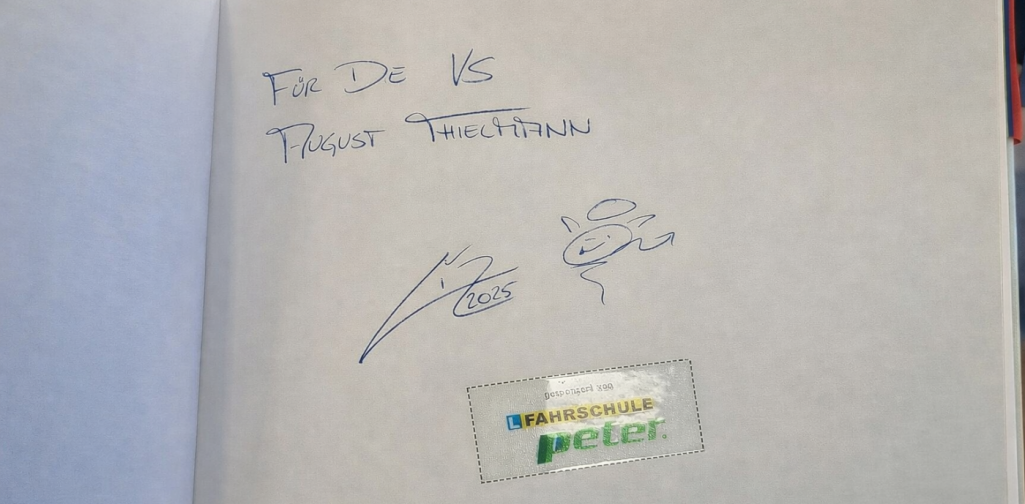 FÜR DE VS
AUGUST THIELMANN
2025
gesponsert von
L FAHRSCHULE
peter.